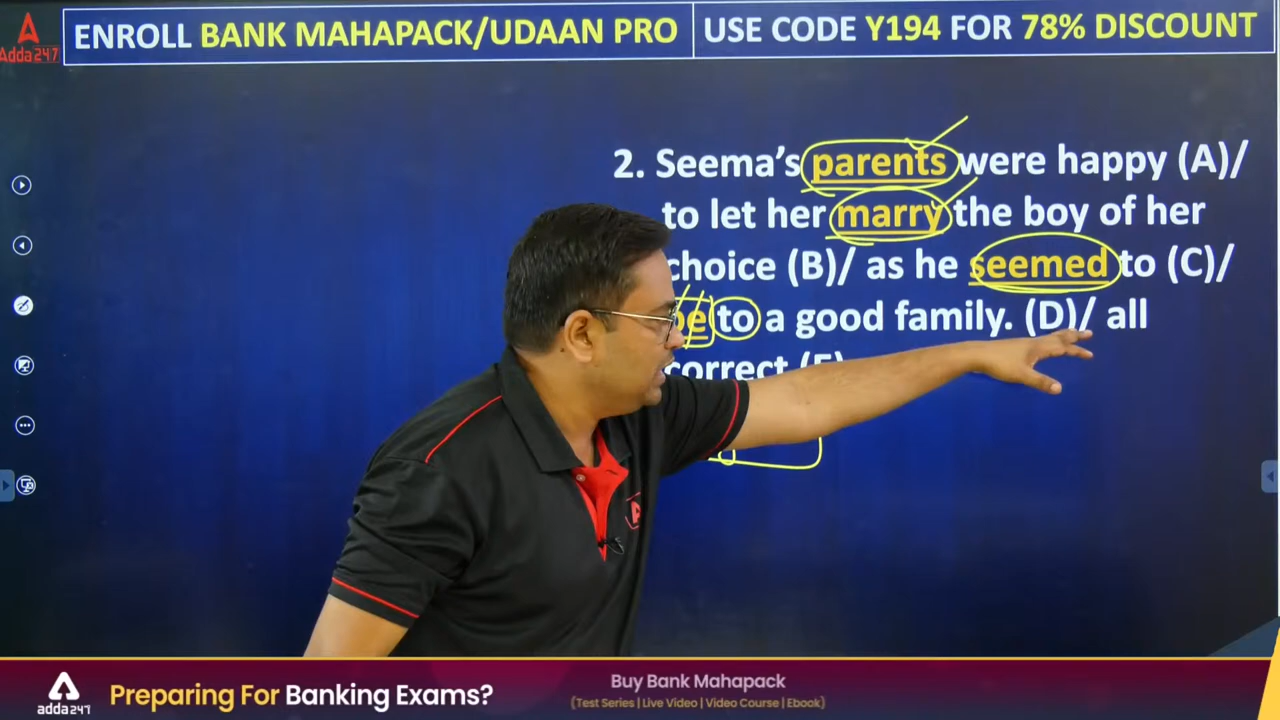 ENROLL BANK MAHAPACK/UDAAN PRO
USE CODE Y194 FOR 78% DISCOUNT
Adda247
2. Seema's parents were happy (A)/
to let her marry the boy of her
choice (B)/ as he seemed to (C)/
be to a good family. (D)/ all
correct (E)
adda247
Preparing For Banking Exams?
Buy Bank Mahapack
(Test Series | Live Video | Video Course | Ebook)